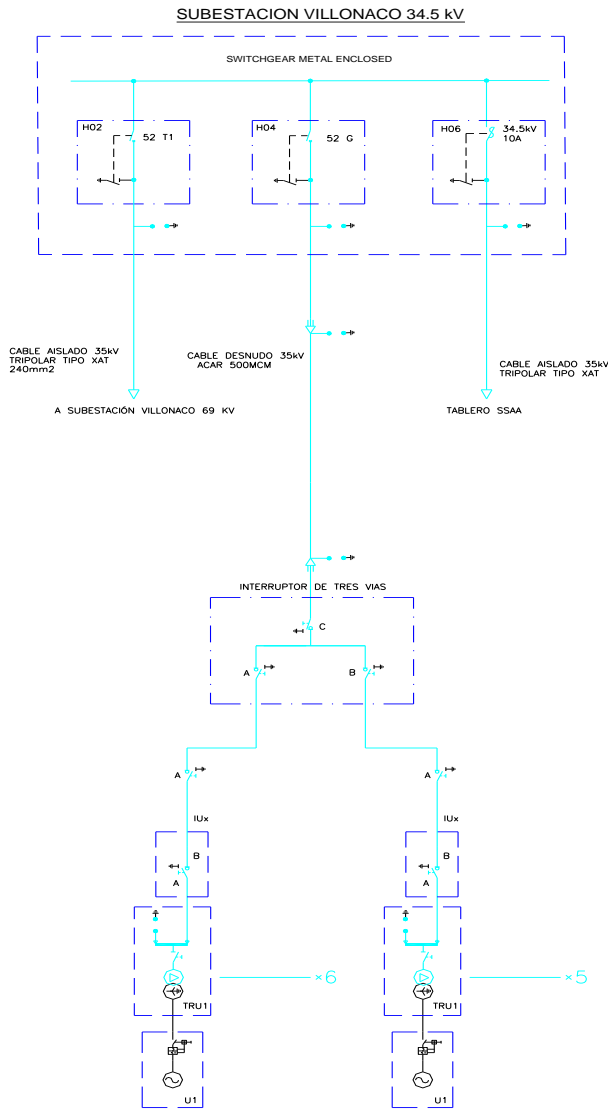 SUBESTACION VILLONACO 34.5 kV
SWITCHGEAR METAL ENCLOSED
H02
52 T1
H04
52 G
H06
34.5kV
10A
CABLE AISLADO 35kV
TRIPOLAR TIPO XAT
240mm2
CABLE DESNUDO 35kV
ACAR 500MCM
CABLE AISLADO 35kV
TRIPOLAR TIPO XAT
A SUBESTACIÓN VILLONACO 69 KV
TABLERO SSAA
INTERRUPTOR DE TRES VIAS
C
A
B
A
A
IUx
IUx
B
B
A
A
x6
x5
TRU1
TRU1
U1
U1